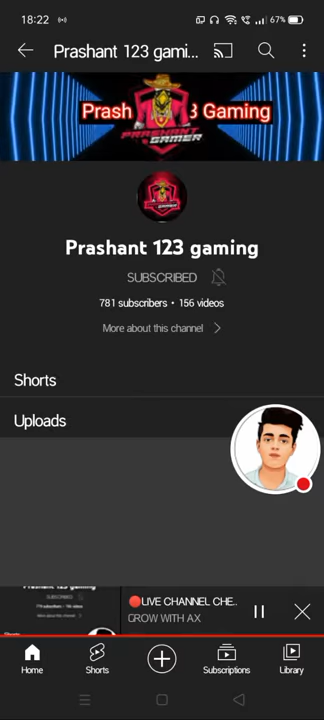 18:22
67%
Prashant 123 gami...
Prash 3 Gaming
PRASHANT
GAMER
Prashant 123 gaming
SUBSCRIBED
781 subscribers • 156 videos
More about this channel
Shorts
Uploads
🔴LIVE CHANNEL CHE..
GROW WITH AX
Home
Shorts
Subscriptions
Library